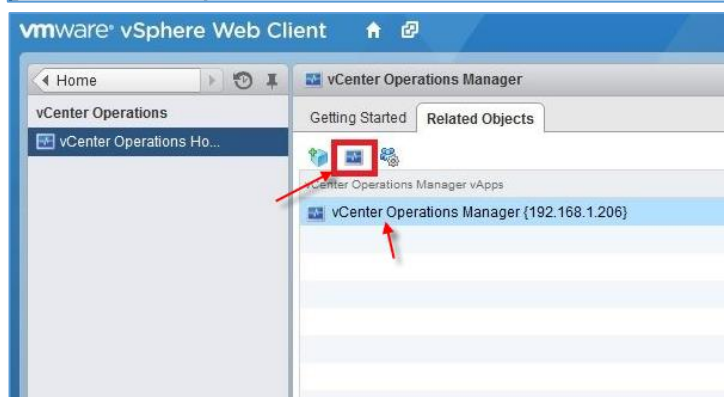 vmware® vSphere Web Client
Home
vCenter Operations Manager
vCenter Operations
Getting Started Related Objects
vCenter Operations Ho...
vCenter Operations Manager vApps
vCenter Operations Manager {192.168.1.206}